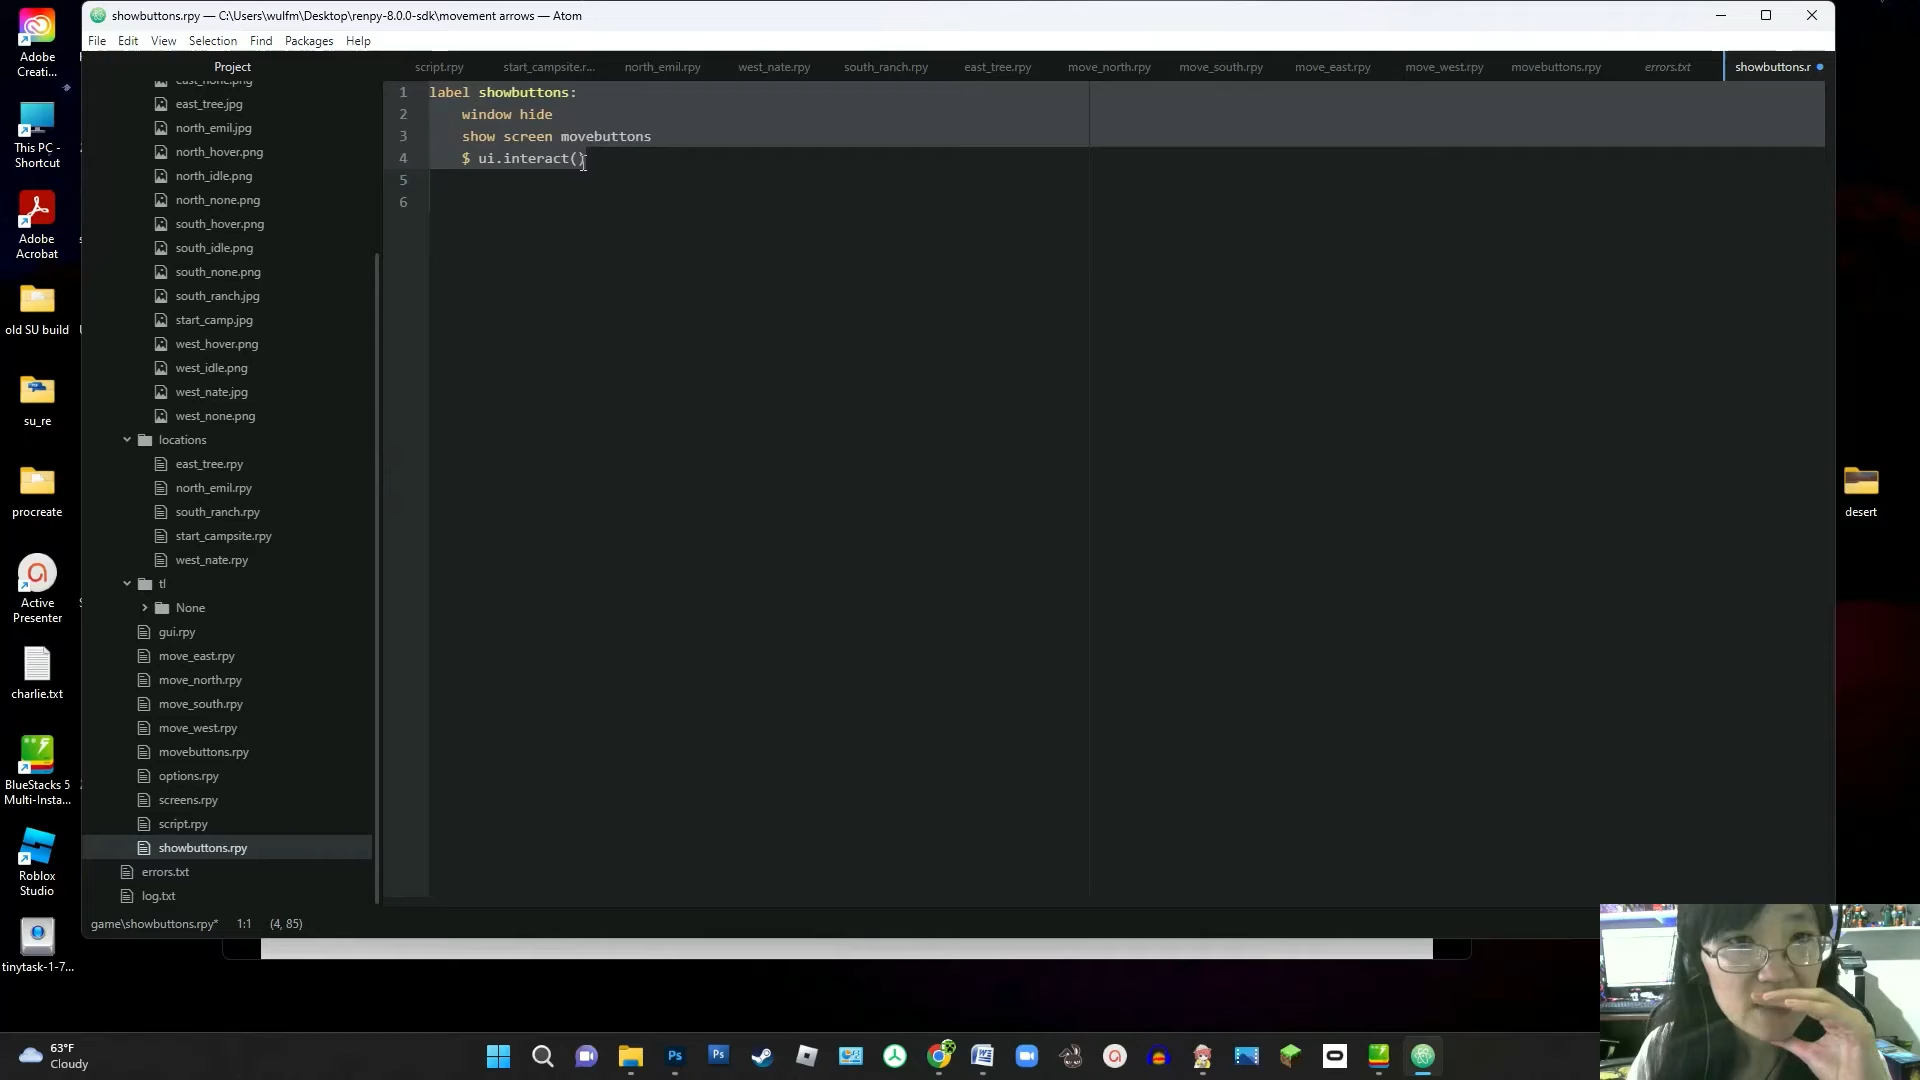 showbuttons.rpy — C:\Users\wulfm\Desktop\renpy-8.0.0-sdk\movement arrows — Atom
File Edit View Selection Find Packages Help
Project
script.rpy start_campsite.r... north_emil.rpy west_nate.rpy south_ranch.rpy east_tree.rpy move_north.rpy move_south.rpy move_east.rpy move_west.rpy movebuttons.rpy errors.txt showbuttons.r
1 label showbuttons:
2 window hide
3 show screen movebuttons
4 $ ui.interact()
5
6
east_none.png
east_tree.jpg
north_emil.jpg
north_hover.png
north_idle.png
north_none.png
south_hover.png
south_idle.png
south_none.png
south_ranch.jpg
start_camp.jpg
west_hover.png
west_idle.png
west_nate.jpg
west_none.png
locations
east_tree.rpy
north_emil.rpy
south_ranch.rpy
start_campsite.rpy
west_nate.rpy
tl
None
gui.rpy
move_east.rpy
move_north.rpy
move_south.rpy
move_west.rpy
movebuttons.rpy
options.rpy
screens.rpy
script.rpy
showbuttons.rpy
errors.txt
log.txt
game\showbuttons.rpy* 1:1 (4, 85)
Adobe
Creati...
This PC -
Shortcut
Adobe
Acrobat
old SU build
su_re
procreate
Active
Presenter
charlie.txt
BlueStacks 5
Multi-Insta...
Roblox
Studio
tinytask-1-7...
desert
63°F
Cloudy